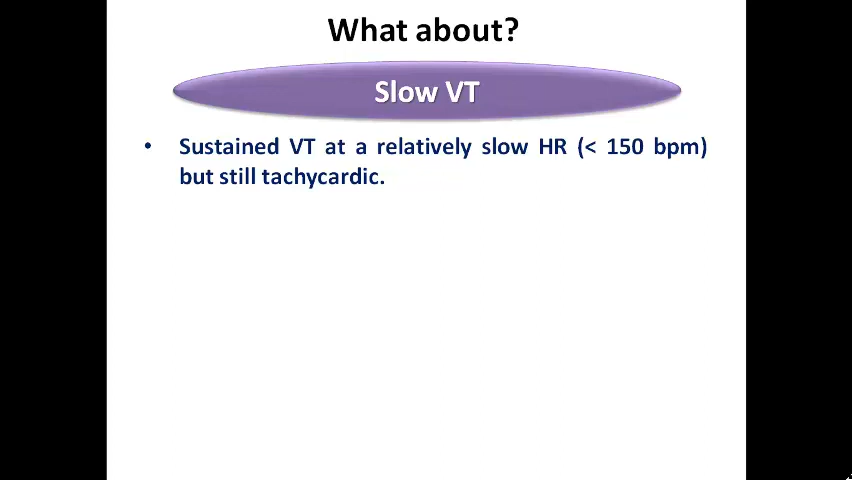 What about?
Slow VT
• Sustained VT at a relatively slow HR (< 150 bpm)
but still tachycardic.